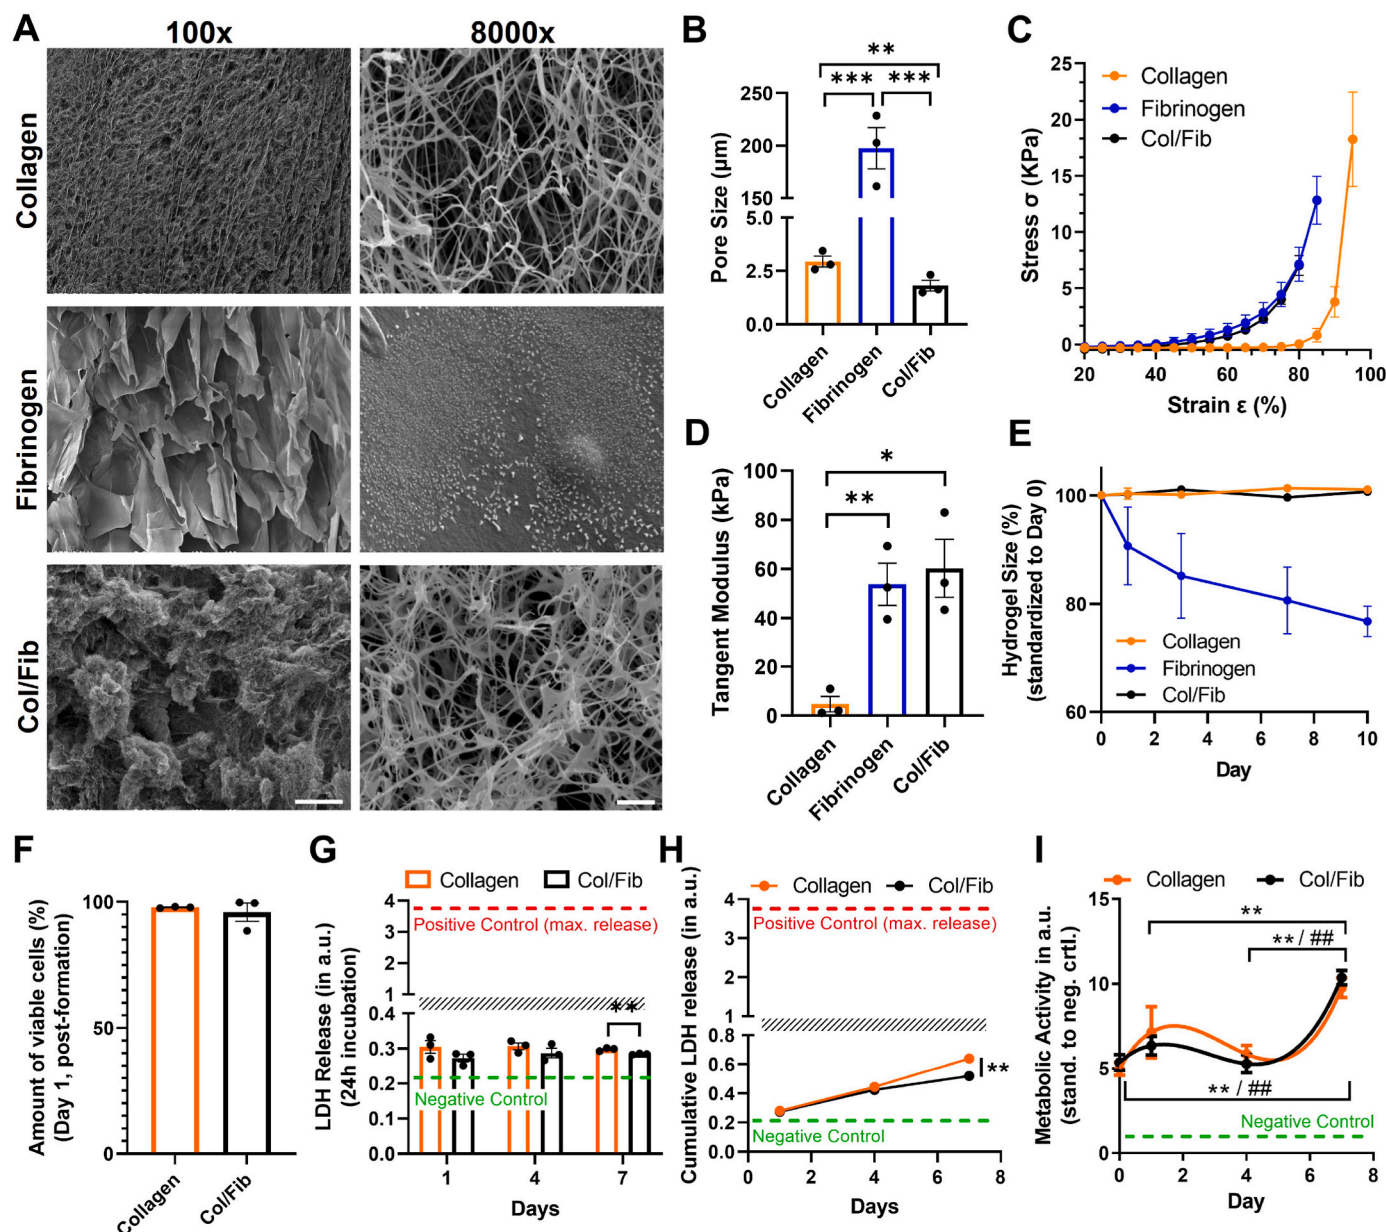 A
100x
8000x
Collagen
Fibrinogen
Col/Fib
B
**
***
***
Pore Size (µm)
250
200
150
5.0
2.5
0.0
Collagen
Fibrinogen
Col/Fib
C
Collagen
Fibrinogen
Col/Fib
Stress σ (KPa)
25
20
15
10
5
0
20
40
60
80
100
Strain ε (%)
D
*
**
Tangent Modulus (kPa)
100
80
60
40
20
0
Collagen
Fibrinogen
Col/Fib
E
Hydrogel Size (%)
(standardized to Day 0)
100
80
60
Collagen
Fibrinogen
Col/Fib
0
2
4
6
8
10
Day
F
Amount of viable cells (%)
(Day 1, post-formation)
100
50
0
Collagen
Col/Fib
G
Collagen
Col/Fib
LDH Release (in a.u.)
(24h incubation)
4
3
2
1
0.4
0.3
0.2
0.1
0.0
Positive Control (max. release)
**
Negative Control
1
4
7
Days
H
Collagen
Col/Fib
Cumulative LDH release (in a.u.)
4
3
2
1
0.8
0.6
0.4
0.2
0
Positive Control (max. release)
**
Negative Control
0
2
4
6
8
Days
I
Collagen
Col/Fib
Metabolic Activity in a.u.
(stand. to neg. crtl.)
15
10
5
0
**
** / ##
** / ##
Negative Control
0
2
4
6
8
Day